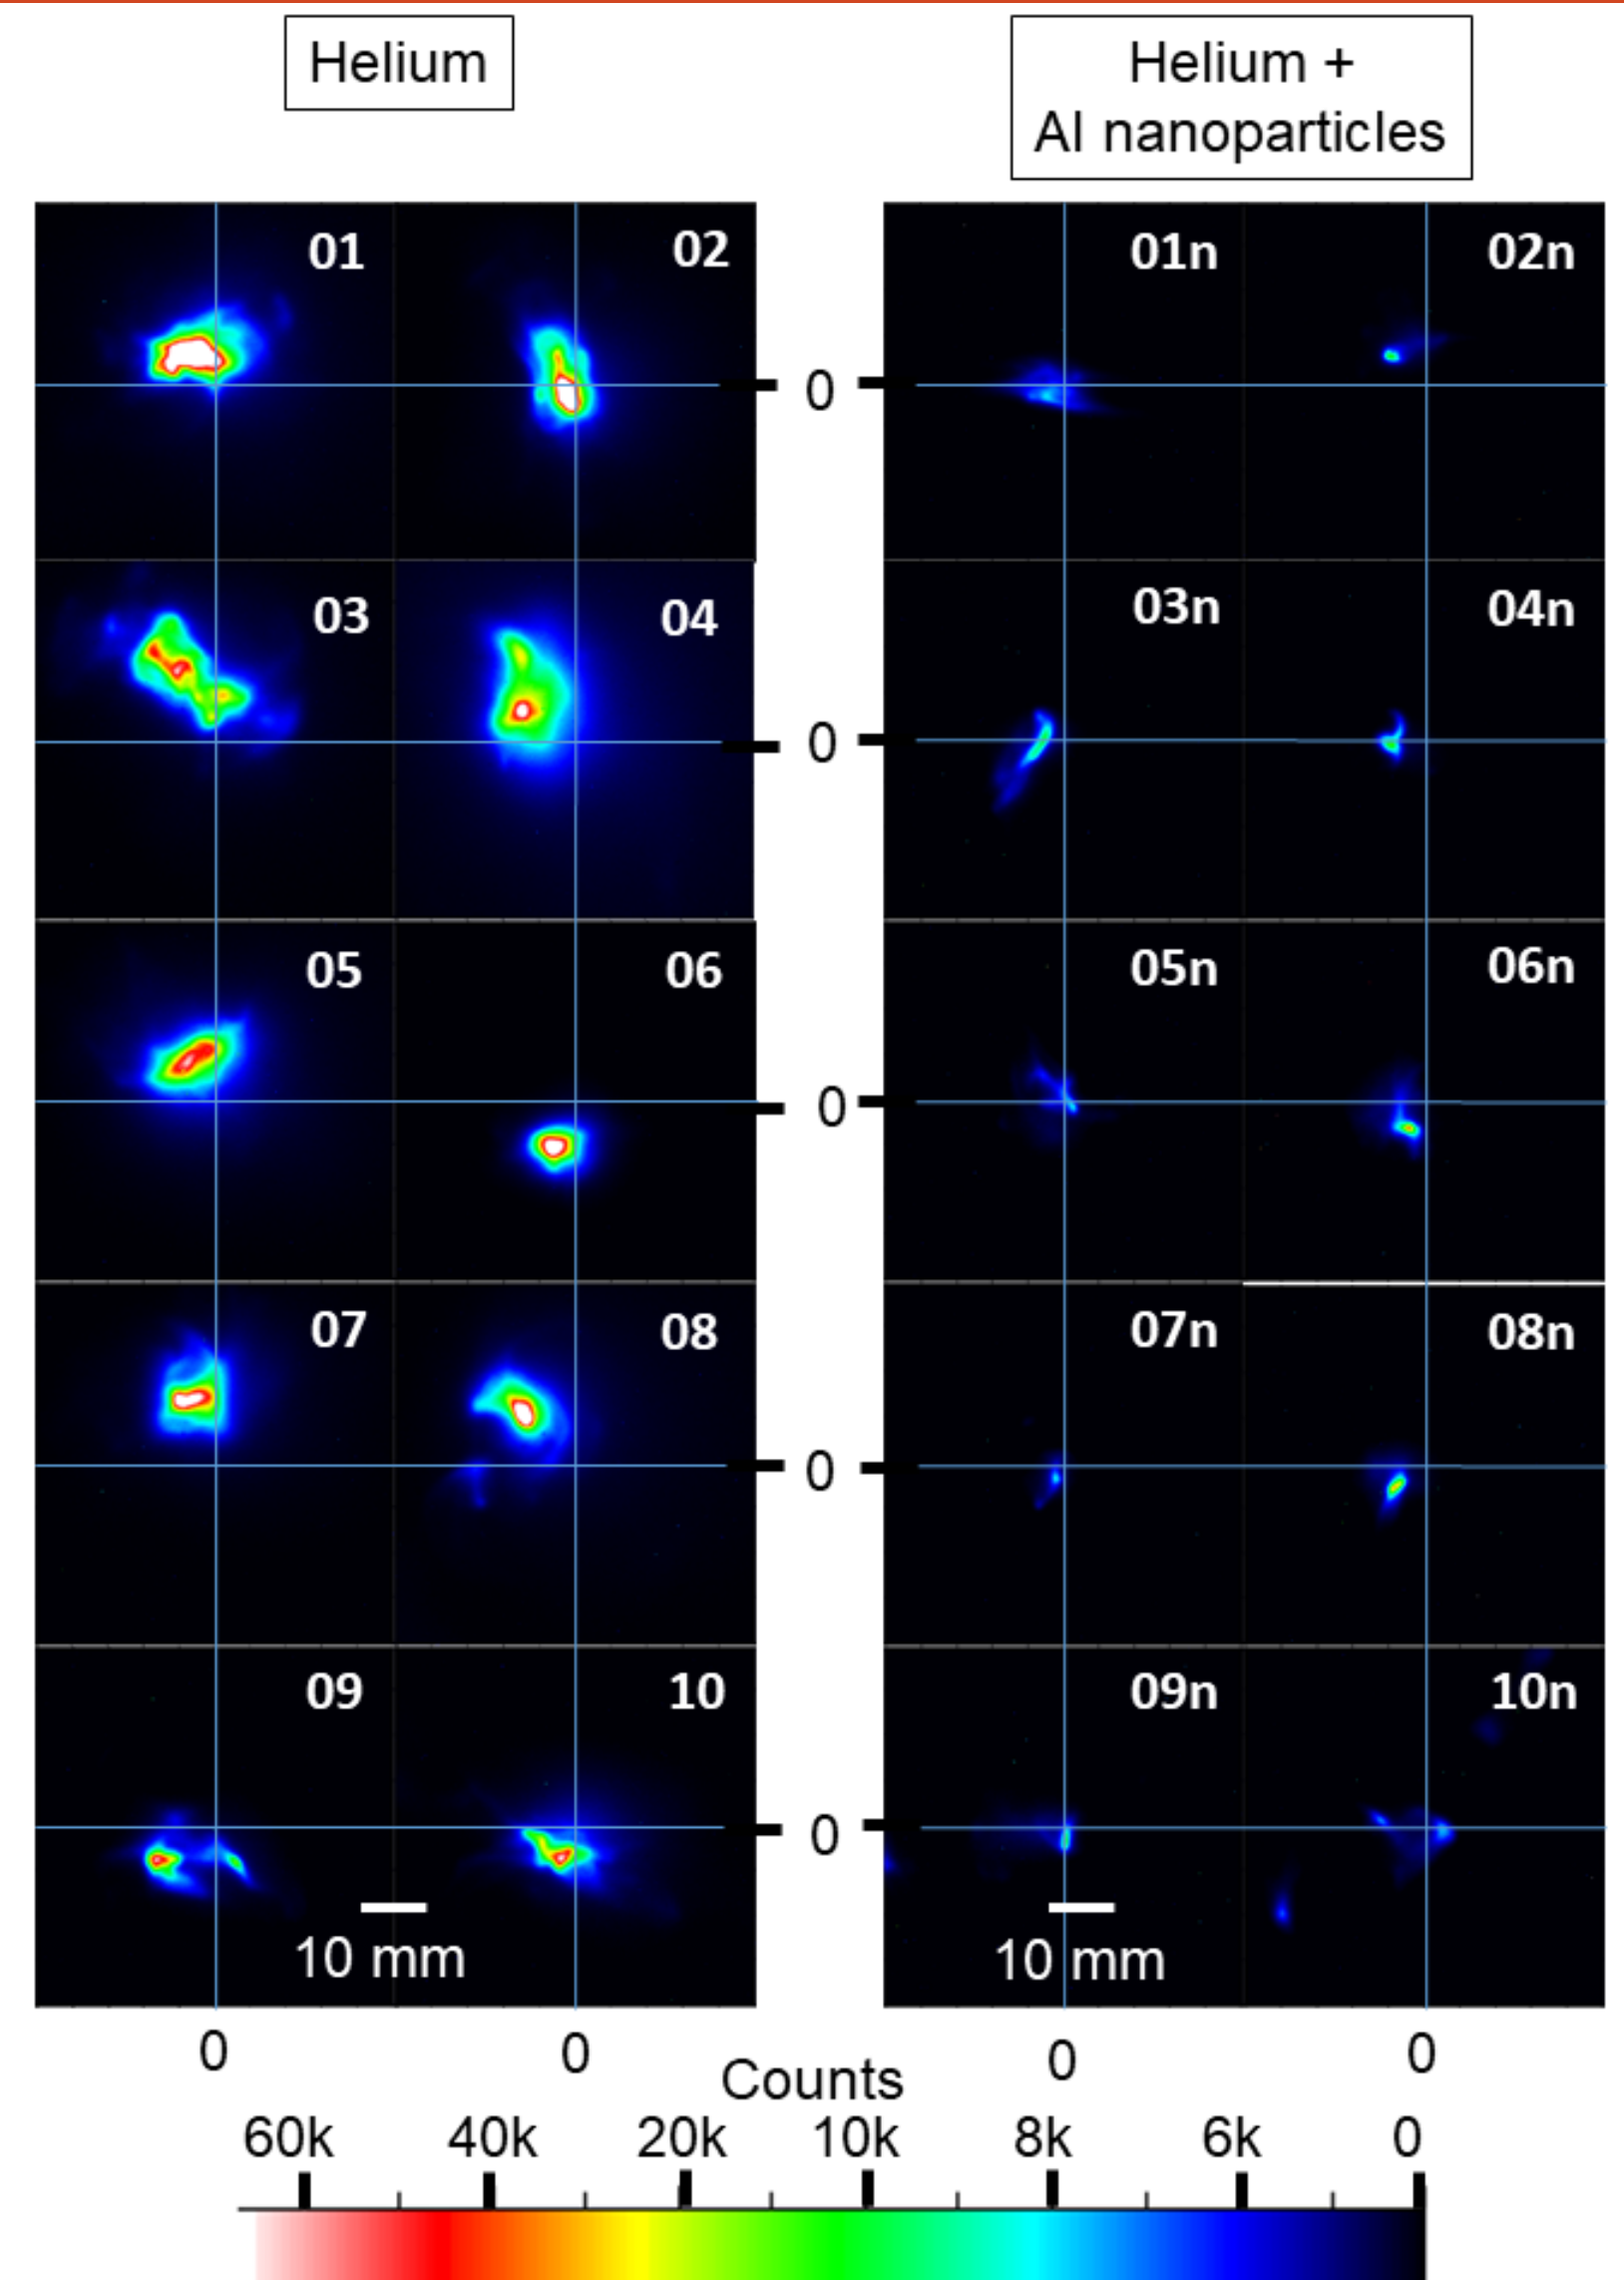 Helium
Helium +
Al nanoparticles
01 02 01n 02n
0
03 04 03n 04n
0
05 06 05n 06n
0
07 08 07n 08n
0
09 10 09n 10n
0
10 mm 10 mm
0 0 0 0
Counts
60k 40k 20k 10k 8k 6k 0